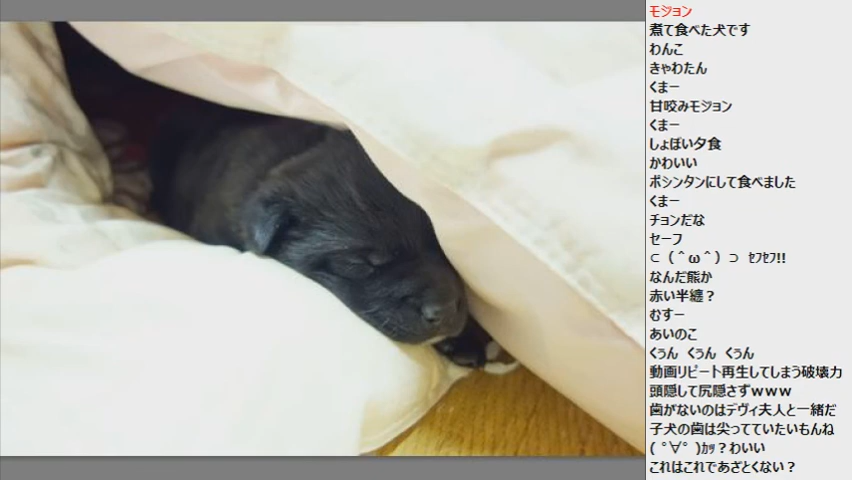 モジョン
煮て食べた犬です
わんこ
きゃわたん
くまー
甘咬みモジョン
くまー
しょぼい夕食
かわいい
ポシンタンにして食べました
くまー
チョンだな
セーフ
⊂（＾ω＾）⊃ ｾﾌｾﾌ!!
なんだ熊か
赤い半纏？
むすー
あいのこ
くぅん くぅん くぅん
動画リピート再生してしまう破壊力
頭隠して尻隠さずｗｗｗ
歯がないのはデヴィ夫人と一緒だ
子犬の歯は尖ってていたいもんね
( ﾟ∀ﾟ )ｶｯ？わいい
これはこれであざとくない？